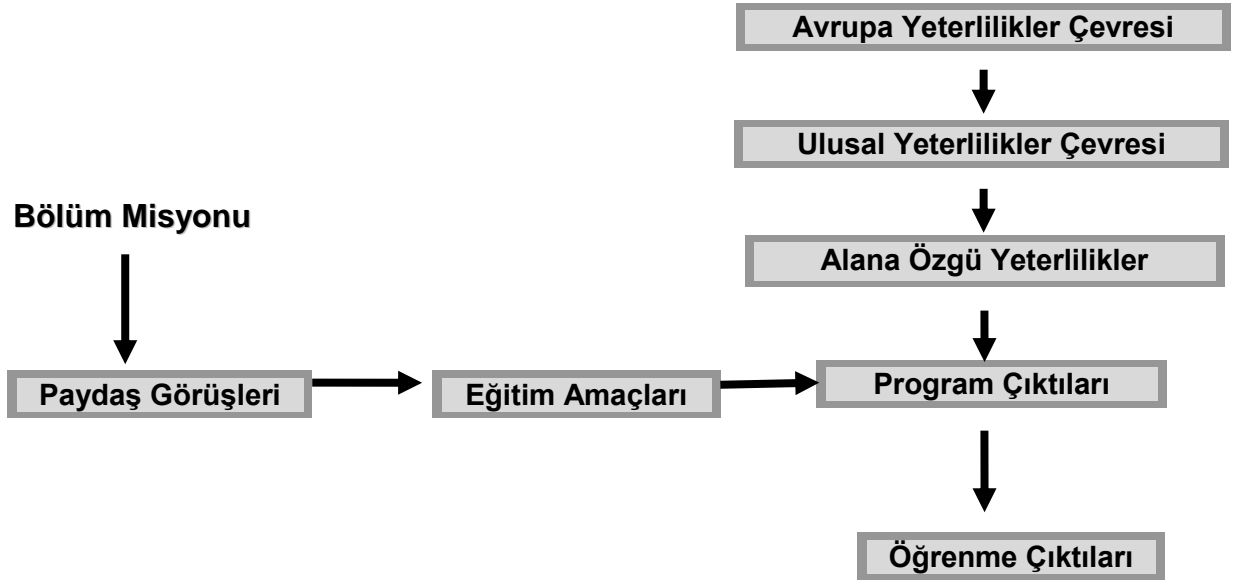 Avrupa Yeterlilikler Çevresi
Ulusal Yeterlilikler Çevresi
Bölüm Misyonu
Alana Özgü Yeterlilikler
Paydaş Görüşleri
Eğitim Amaçları
Program Çıktıları
Öğrenme Çıktıları